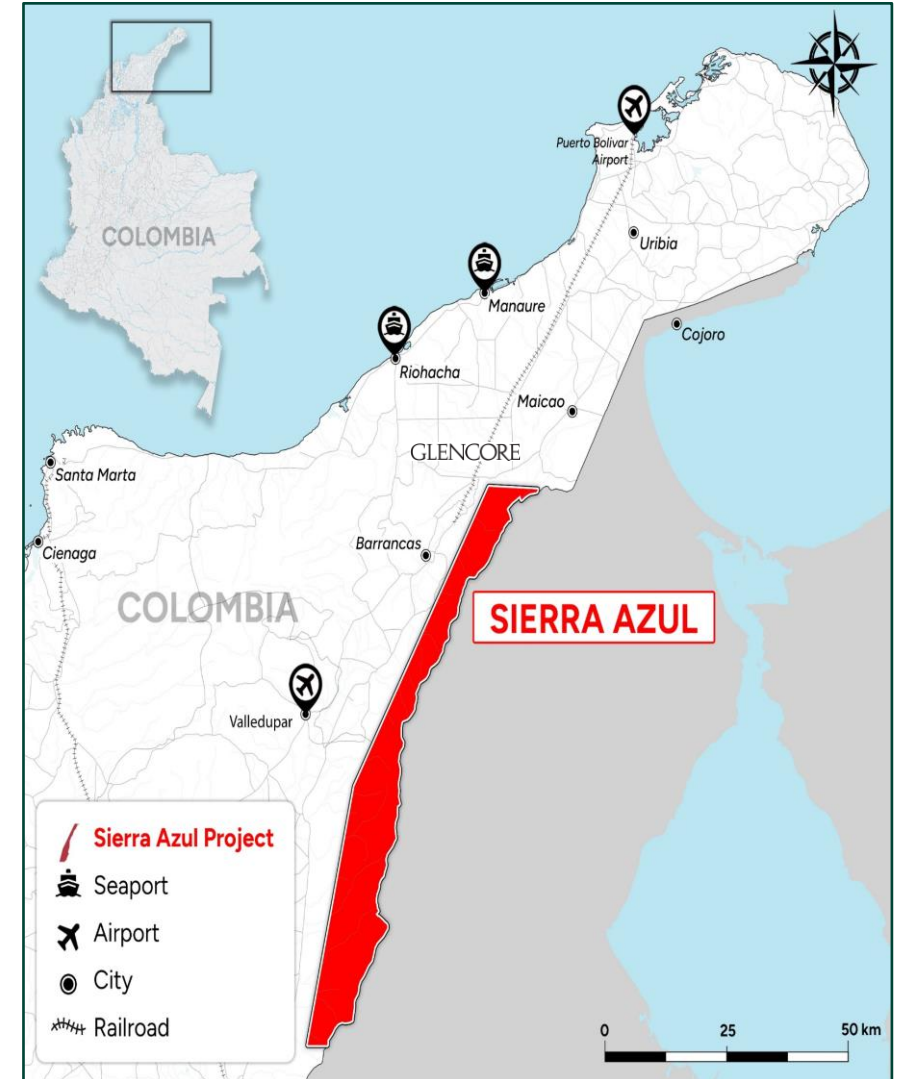 COLOMBIA
Puerto Bolivar
Airport
Uribia
Manaure
Cojoro
Riohacha
Maicao
GLENCORE
Santa Marta
Barrancas
Cienaga
COLOMBIA
SIERRA AZUL
Valledupar
Sierra Azul Project
Seaport
Airport
City
Railroad
0 25 50 km